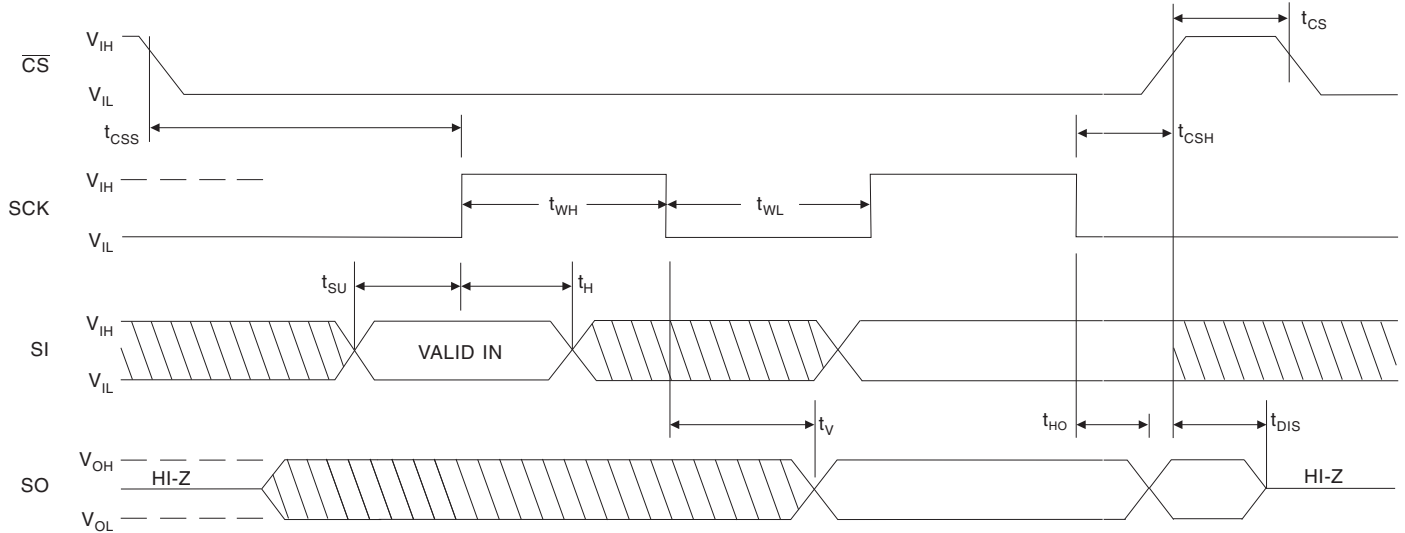 t_CS
V_IH
C̅S̅
V_IL
t_CSS
t_CSH
V_IH
SCK
t_WH
t_WL
V_IL
t_SU
t_H
V_IH
SI
VALID IN
V_IL
t_V
t_HO
t_DIS
V_OH
HI-Z
HI-Z
SO
V_OL